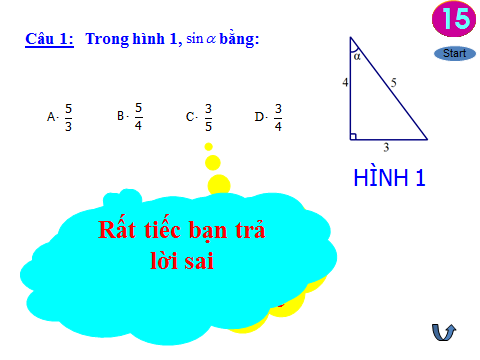 Câu 1: Trong hình 1, sin α bằng:
A. 5/3 B. 5/4 C. 3/5 D. 3/4
15
Start
α
4
5
3
HÌNH 1
Rất tiếc bạn trả
lời sai